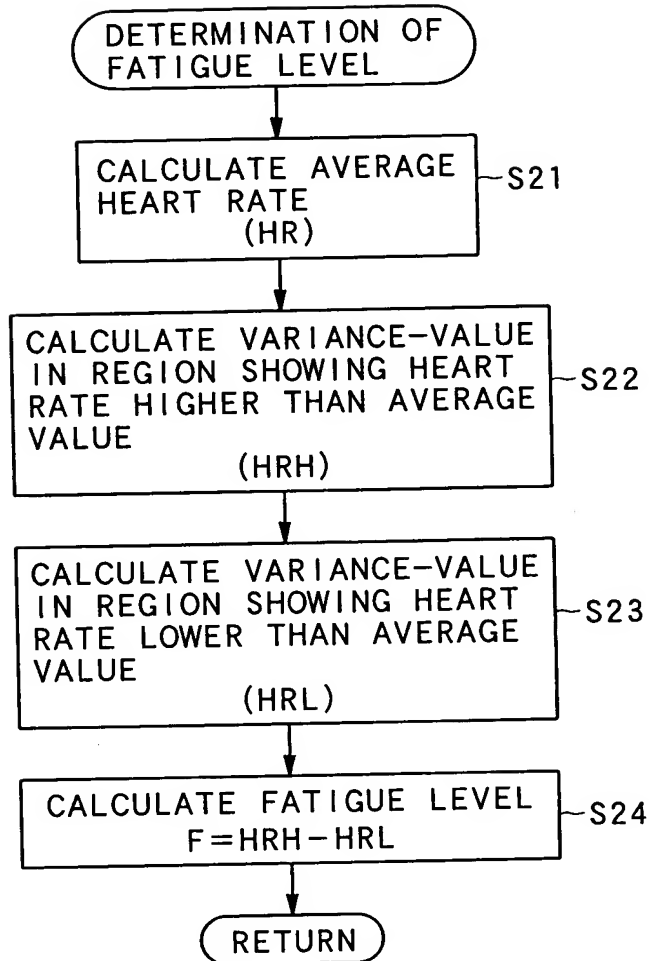 DETERMINATION OF
FATIGUE LEVEL
CALCULATE AVERAGE
HEART RATE
(HR)
S21
CALCULATE VARIANCE-VALUE
IN REGION SHOWING HEART
RATE HIGHER THAN AVERAGE
VALUE
(HRH)
S22
CALCULATE VARIANCE-VALUE
IN REGION SHOWING HEART
RATE LOWER THAN AVERAGE
VALUE
(HRL)
S23
CALCULATE FATIGUE LEVEL
F=HRH-HRL
S24
RETURN